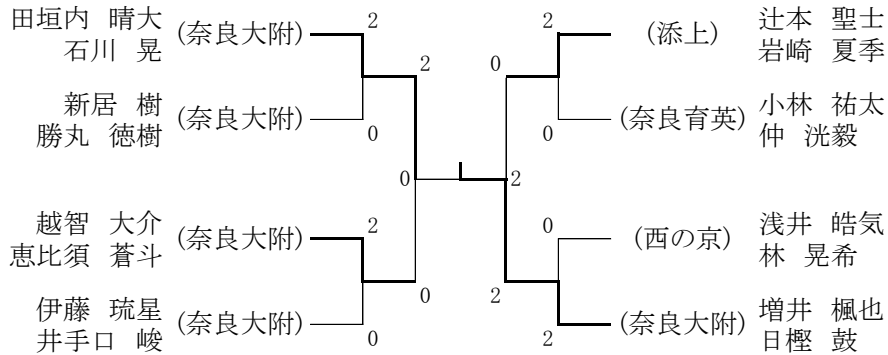 田垣内 晴大
石川 晃
(奈良大附)
2
2
新居 樹
勝丸 徳樹
(奈良大附)
0
0
越智 大介
恵比須 蒼斗
(奈良大附)
2
0
伊藤 琉星
井手口 峻
(奈良大附)
0
2
0
2
(添上)
辻本 聖士
岩崎 夏季
0
(奈良育英)
小林 祐太
仲 洸毅
0
(西の京)
浅井 皓気
林 晃希
2
2
(奈良大附)
増井 楓也
日樫 鼓